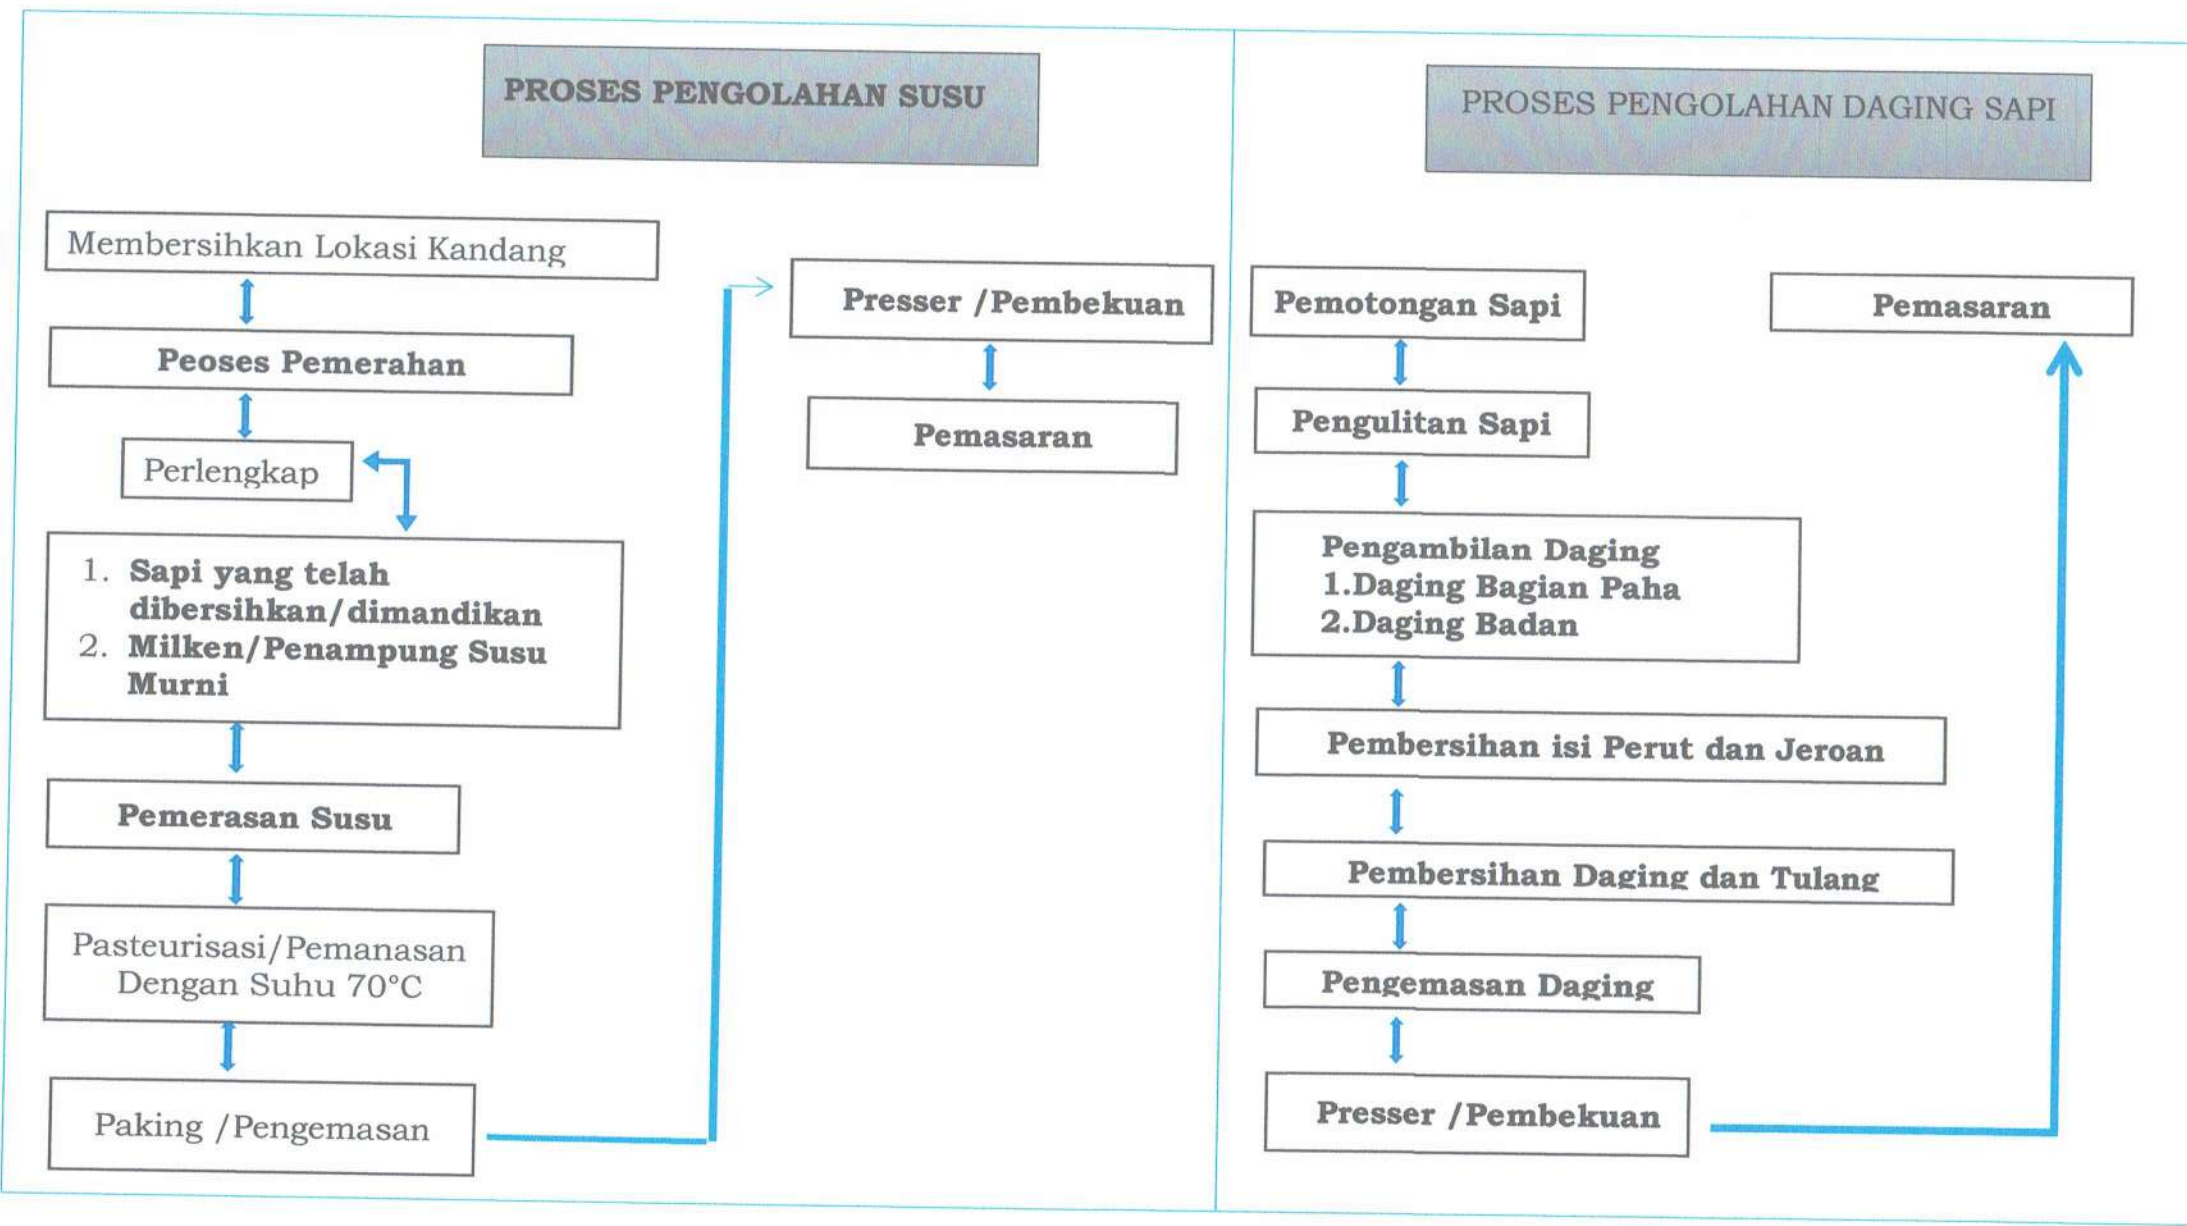 PROSES PENGOLAHAN SUSU
Membersihkan Lokasi Kandang
Peoses Pemerahan
Perlengkap
1. Sapi yang telah
dibersihkan/dimandikan
2. Milken/Penampung Susu
Murni
Pemerasan Susu
Pasteurisasi/Pemanasan
Dengan Suhu 70°C
Paking /Pengemasan
Presser /Pembekuan
Pemasaran
PROSES PENGOLAHAN DAGING SAPI
Pemotongan Sapi
Pengulitan Sapi
Pengambilan Daging
1.Daging Bagian Paha
2.Daging Badan
Pembersihan isi Perut dan Jeroan
Pembersihan Daging dan Tulang
Pengemasan Daging
Presser /Pembekuan
Pemasaran